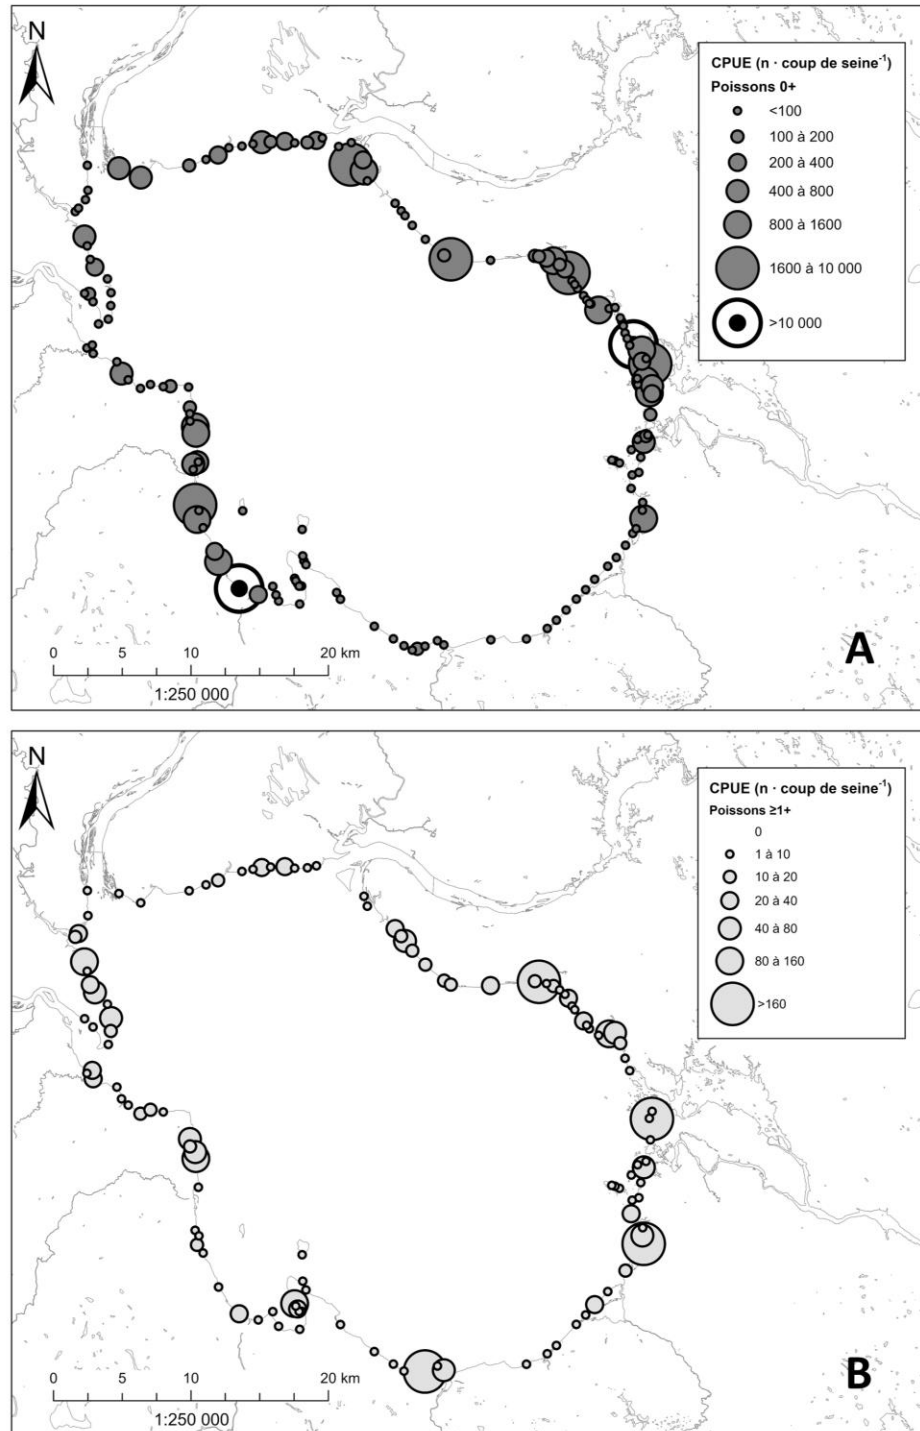 N
CPUE (n · coup de seine⁻¹)
Poissons 0+
<100
100 à 200
200 à 400
400 à 800
800 à 1600
1600 à 10 000
>10 000
0 5 10 20 km
1:250 000
A
N
CPUE (n · coup de seine⁻¹)
Poissons ≥1+
0
1 à 10
10 à 20
20 à 40
40 à 80
80 à 160
>160
0 5 10 20 km
1:250 000
B